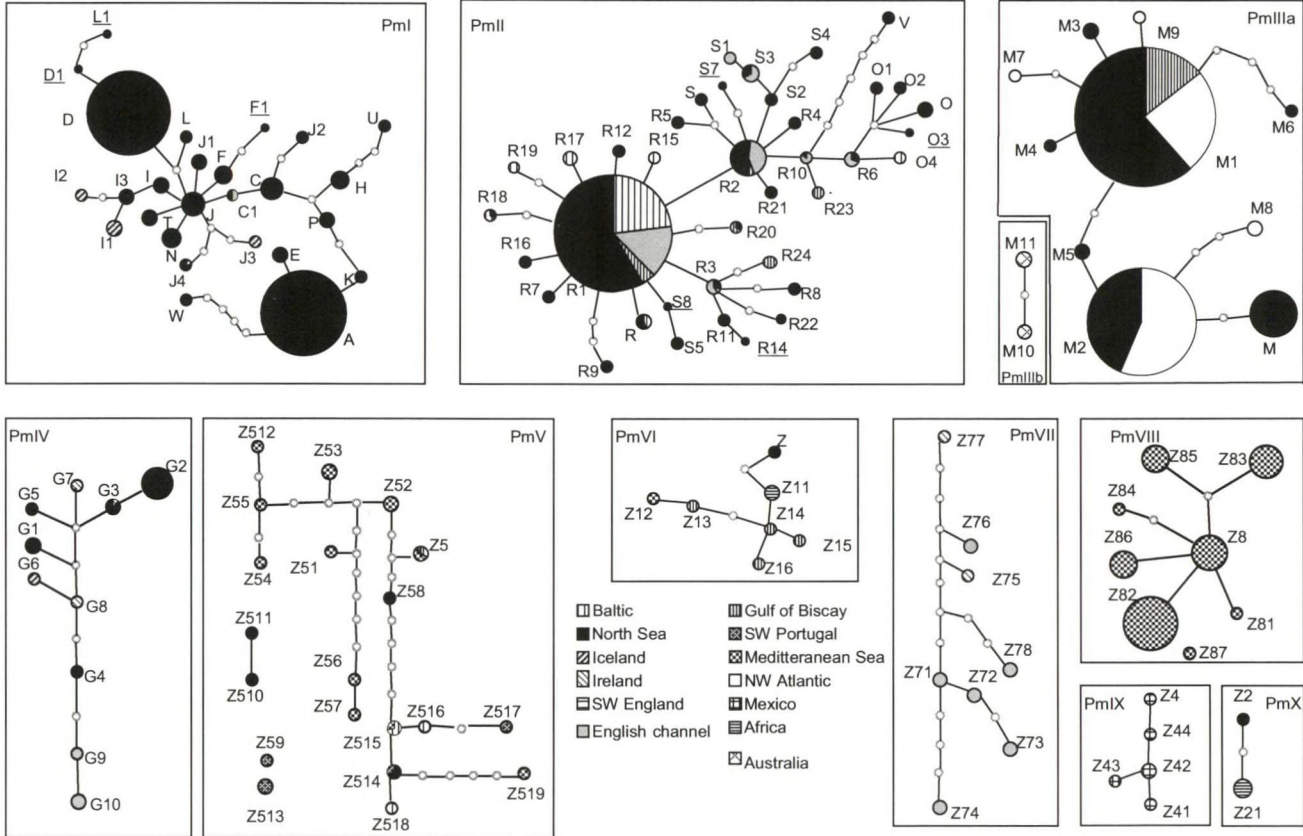 PmI
L1
D1
D
L
J1
F1
F
J2
U
I2
I3
I
C
H
I1
T
J
C1
P
N
J4
J3
E
K
W
A
PmII
V
S1
S3
S4
S7
S
S2
O1
O2
O
R5
R4
O3
R17
R12
R15
R19
R2
R10
R6
O4
R18
R21
R23
R20
R16
R24
R3
R7
R1
R8
S8
R22
R
R11
S5
R14
R9
PmIIIa
M3
M9
M7
M6
M4
M1
M8
M5
M11
M10
PmIIIb
M2
M
PmIV
G7
G2
G5
G3
G1
G6
G8
G4
G9
G10
PmV
Z512
Z53
Z52
Z55
Z5
Z54
Z51
Z58
Z511
Z56
Z510
Z57
Z516
Z517
Z515
Z59
Z514
Z519
Z513
Z518
PmVI
Z
Z11
Z12
Z13
Z14
Z15
Z16
Baltic
North Sea
Iceland
Ireland
SW England
English channel
Gulf of Biscay
SW Portugal
Mediterranean Sea
NW Atlantic
Mexico
Africa
Australia
PmVII
Z77
Z76
Z75
Z78
Z71
Z72
Z73
Z74
PmVIII
Z85
Z83
Z84
Z8
Z86
Z82
Z81
Z87
PmIX
Z4
Z44
Z43
Z42
Z41
PmX
Z2
Z21